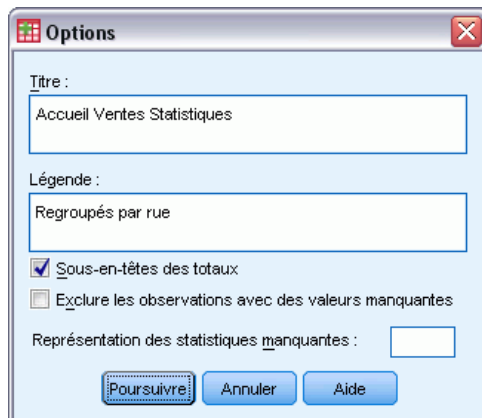 Options
Titre :
Accueil Ventes Statistiques
Légende :
Regroupés par rue
Sous-en-têtes des totaux
Exclure les observations avec des valeurs manquantes
Représentation des statistiques manquantes :
Poursuivre Annuler Aide